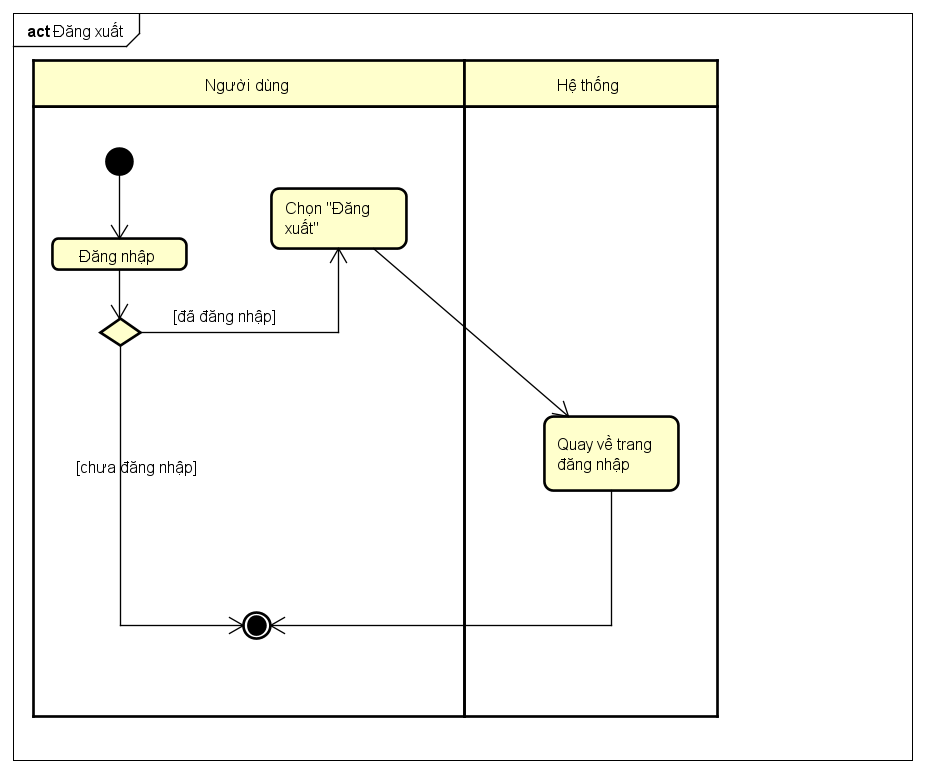 act Đăng xuất
Người dùng
Hệ thống
Chọn "Đăng
xuất"
Đăng nhập
[đã đăng nhập]
Quay về trang
đăng nhập
[chưa đăng nhập]